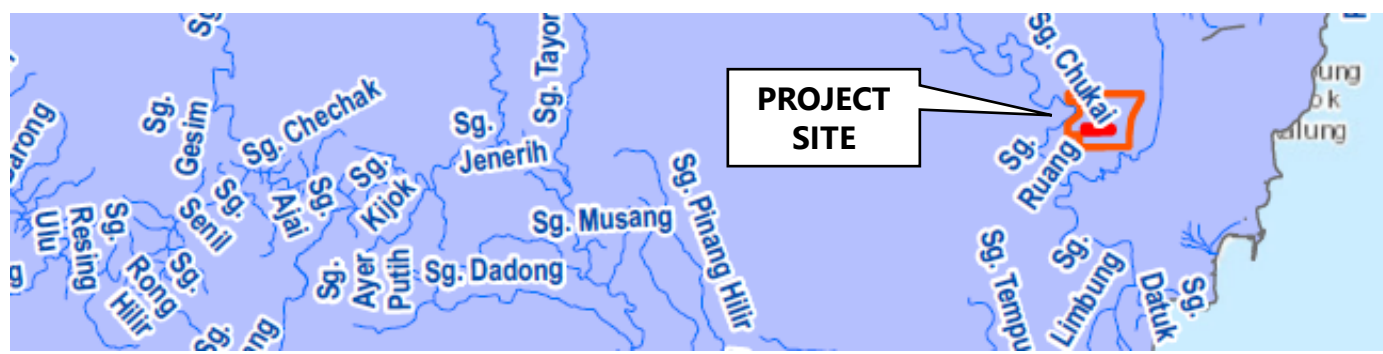 Sg.
Sg. Tayor
Sg. Chukai
PROJECT
SITE
Sg.
Gesim
Sg. Chechak
Sg.
Jenerih
Sg.
Ruang
Sg.
Senil
Sg.
Ajai
Sg.
Kijok
Sg. Musang
Sg. Pinang Hilir
Ulu
Resing
Sg.
Rong
Hilir
Sg.
Sg.
Ayer
Putih
Sg. Dadong
Sg. Tempu
Sg.
Limbung
Sg.
Datuk
Sg.